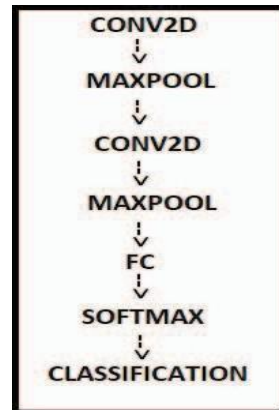 CONV2D
MAXPOOL
CONV2D
MAXPOOL
FC
SOFTMAX
CLASSIFICATION